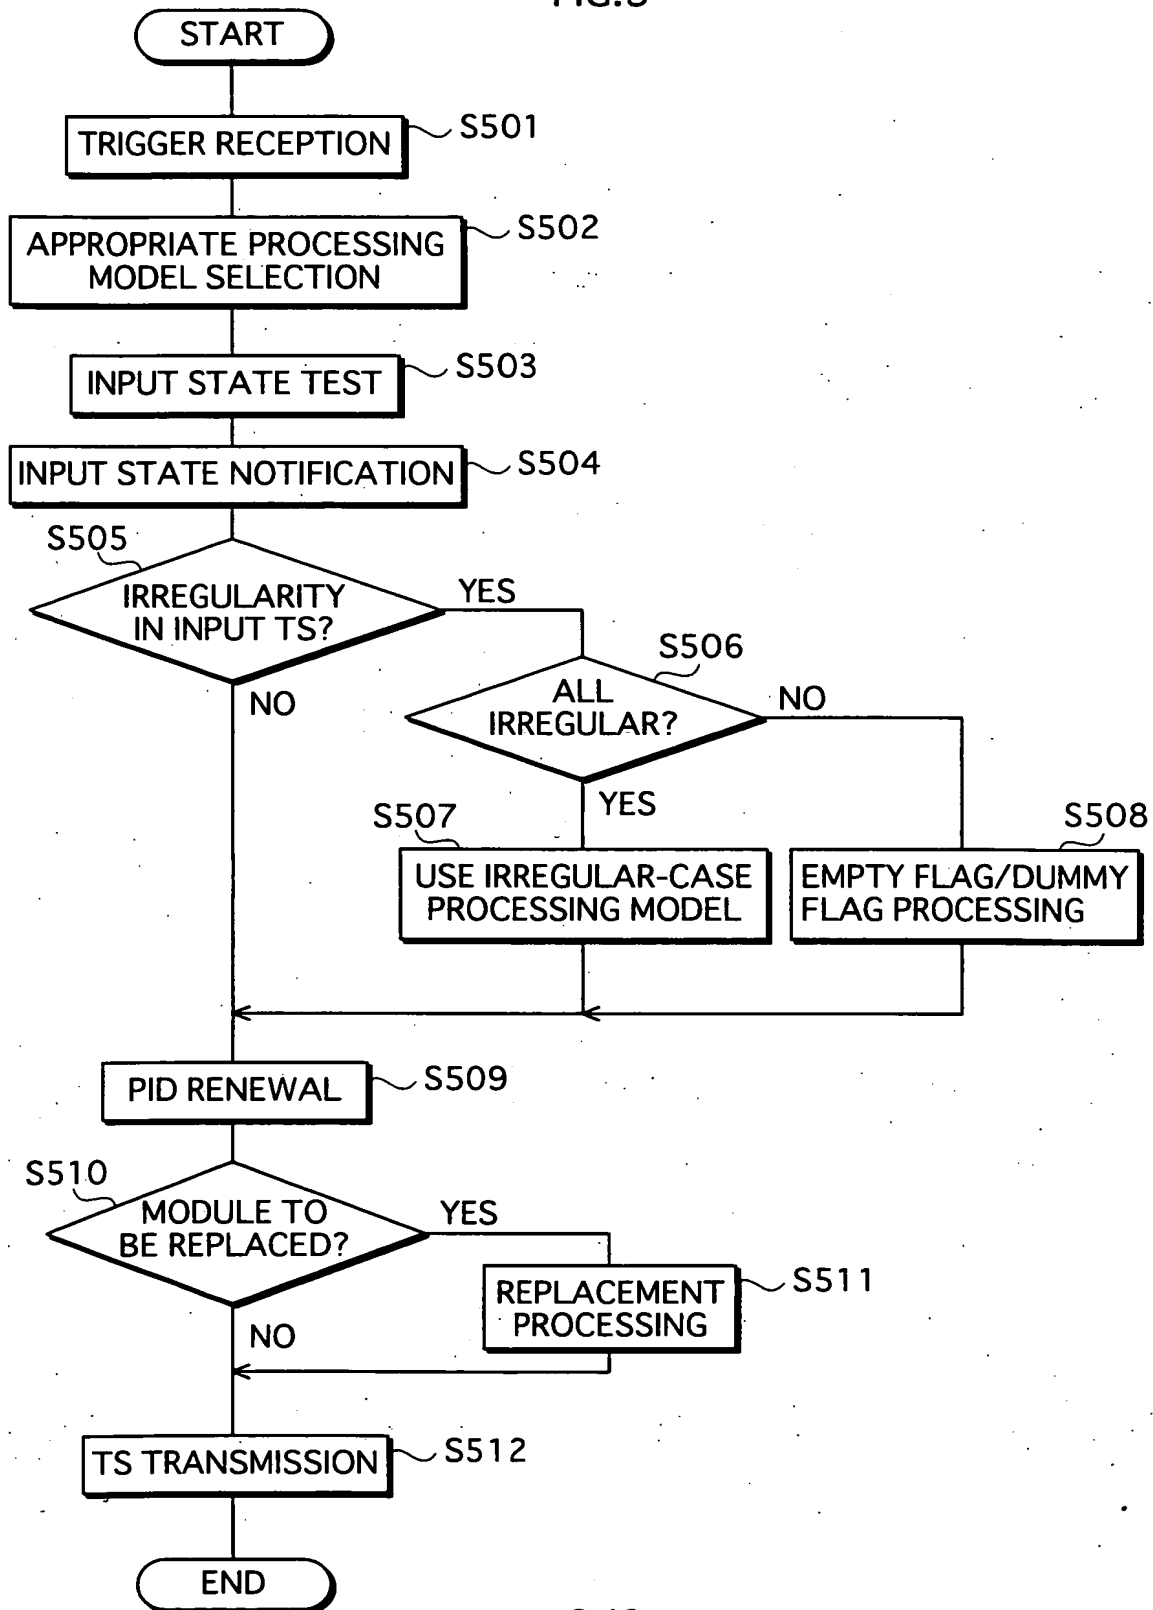 START
TRIGGER RECEPTION
S501
APPROPRIATE PROCESSING
MODEL SELECTION
S502
INPUT STATE TEST
S503
INPUT STATE NOTIFICATION
S504
S505
IRREGULARITY
IN INPUT TS?
YES
NO
S506
ALL
IRREGULAR?
NO
YES
S507
USE IRREGULAR-CASE
PROCESSING MODEL
S508
EMPTY FLAG/DUMMY
FLAG PROCESSING
PID RENEWAL
S509
S510
MODULE TO
BE REPLACED?
YES
NO
REPLACEMENT
PROCESSING
S511
TS TRANSMISSION
S512
END